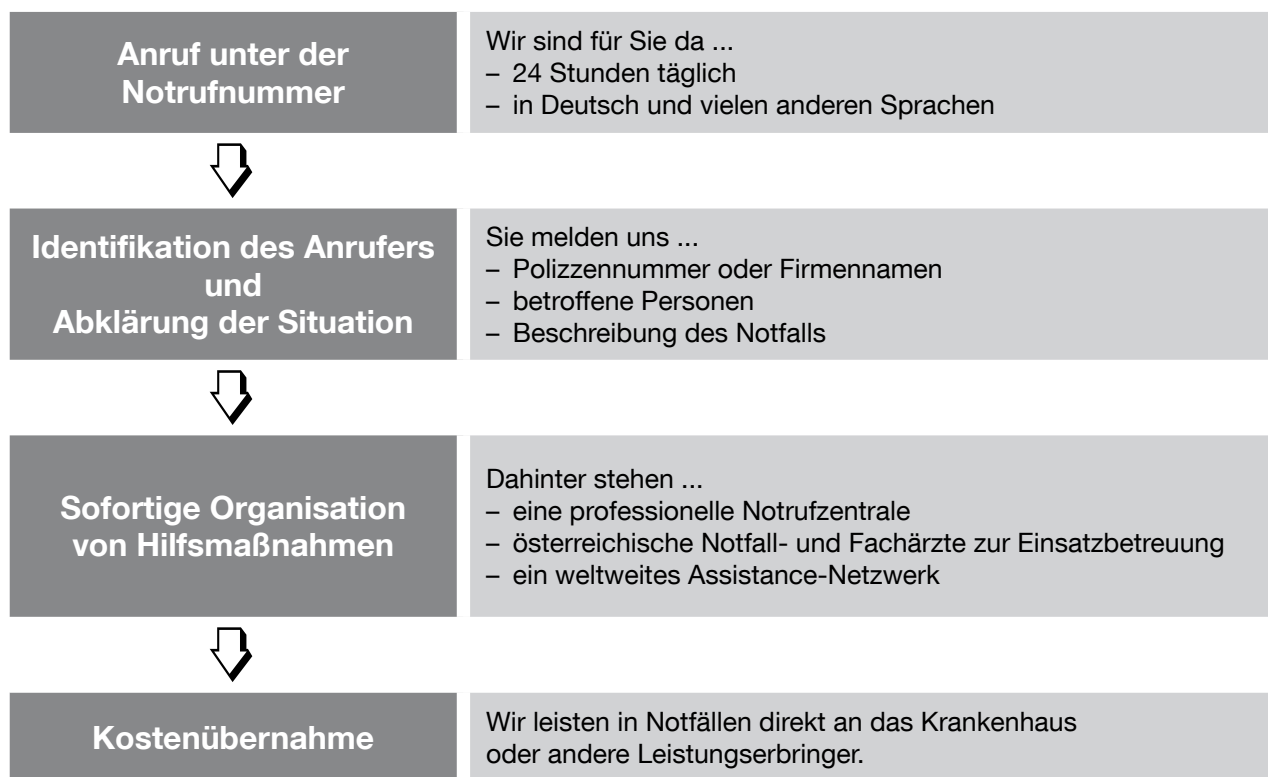 Anruf unter der
Notrufnummer
Wir sind für Sie da ...
– 24 Stunden täglich
– in Deutsch und vielen anderen Sprachen
Identifikation des Anrufers
und
Abklärung der Situation
Sie melden uns ...
– Polizzennummer oder Firmennamen
– betroffene Personen
– Beschreibung des Notfalls
Sofortige Organisation
von Hilfsmaßnahmen
Dahinter stehen ...
– eine professionelle Notrufzentrale
– österreichische Notfall- und Fachärzte zur Einsatzbetreuung
– ein weltweites Assistance-Netzwerk
Kostenübernahme
Wir leisten in Notfällen direkt an das Krankenhaus
oder andere Leistungserbringer.